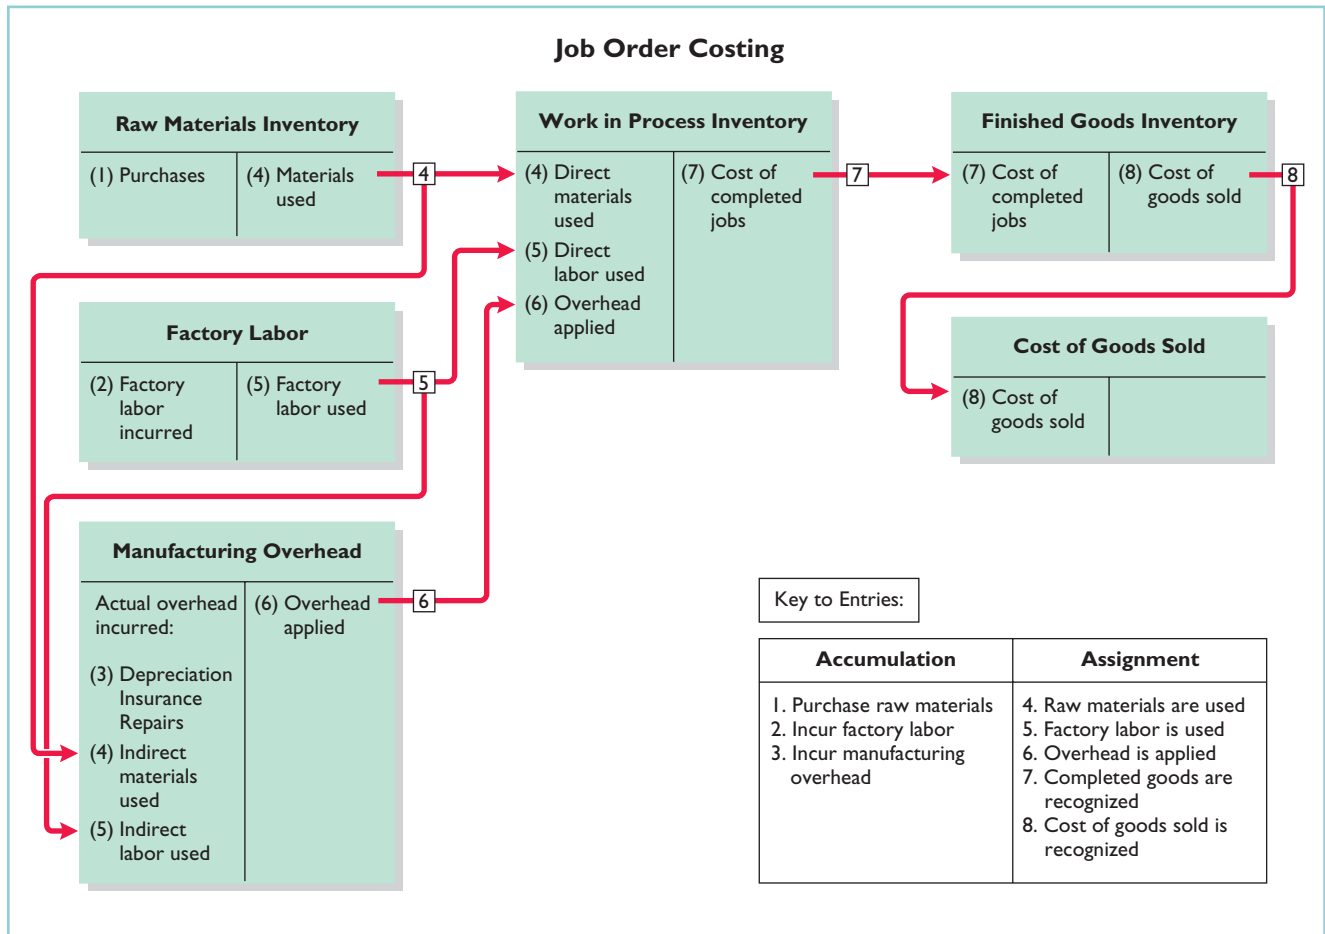 Job Order Costing
Raw Materials Inventory
(1) Purchases
(4) Materials
used
4
Factory Labor
(2) Factory
labor
incurred
(5) Factory
labor used
5
Manufacturing Overhead
Actual overhead
incurred:
(3) Depreciation
Insurance
Repairs
(4) Indirect
materials
used
(5) Indirect
labor used
(6) Overhead
applied
6
Work in Process Inventory
(4) Direct
materials
used
(5) Direct
labor used
(6) Overhead
applied
(7) Cost of
completed
jobs
7
Finished Goods Inventory
(7) Cost of
completed
jobs
(8) Cost of
goods sold
8
Cost of Goods Sold
(8) Cost of
goods sold
Key to Entries:
Accumulation
1. Purchase raw materials
2. Incur factory labor
3. Incur manufacturing
overhead
Assignment
4. Raw materials are used
5. Factory labor is used
6. Overhead is applied
7. Completed goods are
recognized
8. Cost of goods sold is
recognized